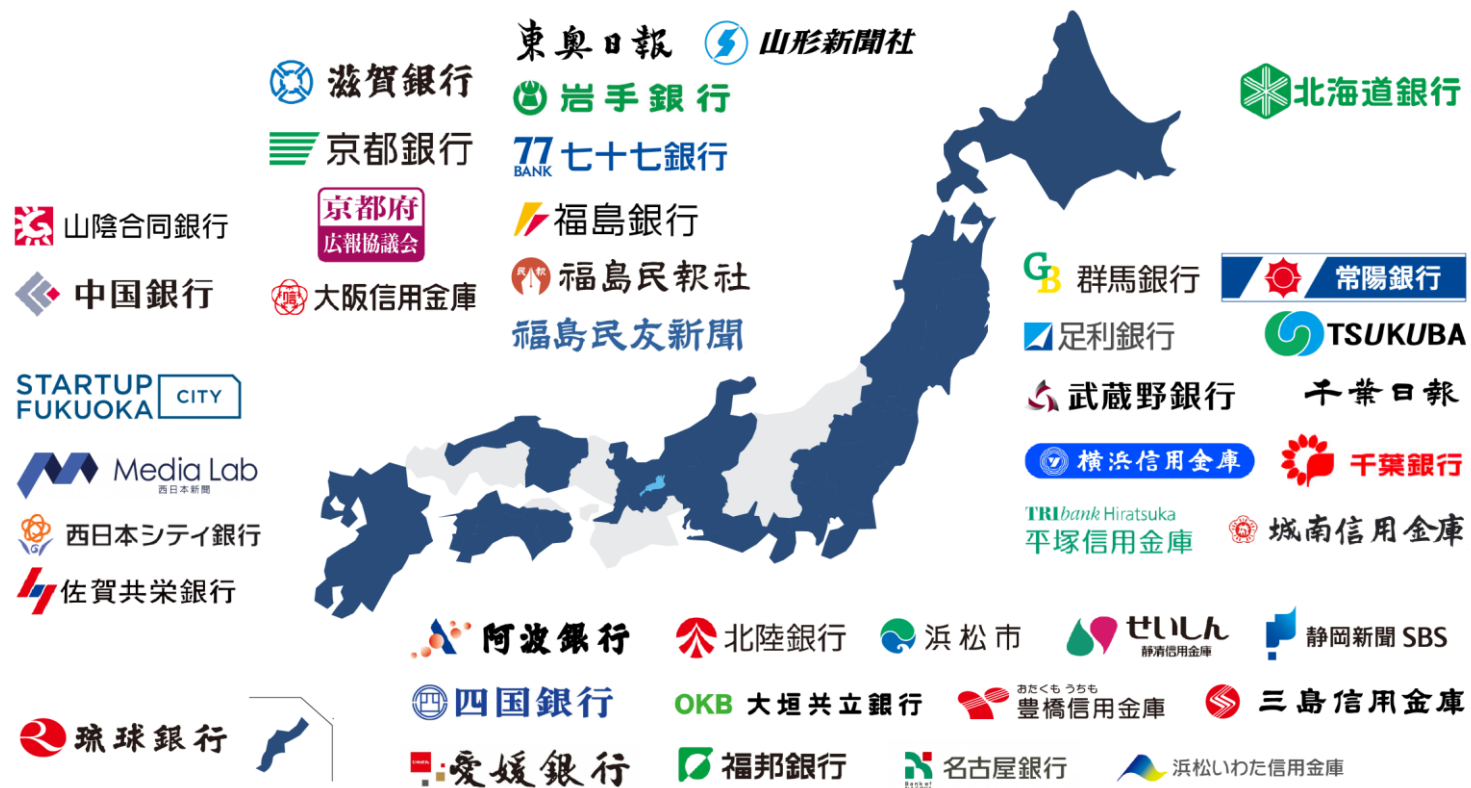 東奥日報
山形新聞社
滋賀銀行
岩手銀行
北海道銀行
京都銀行
77
BANK
七十七銀行
山陰合同銀行
京都府
広報協議会
福島銀行
中国銀行
大阪信用金庫
民報
福島民報社
福島民友新聞
GB
群馬銀行
常陽銀行
足利銀行
TSUKUBA
STARTUP
FUKUOKA
CITY
武蔵野銀行
千葉日報
Media Lab
西日本新聞
横浜信用金庫
千葉銀行
西日本シティ銀行
TRIbank Hiratsuka
平塚信用金庫
城南信用金庫
佐賀共栄銀行
阿波銀行
北陸銀行
浜松市
せいしん
静清信用金庫
静岡新聞 SBS
四国銀行
OKB 大垣共立銀行
おたくも うちも
豊橋信用金庫
三島信用金庫
琉球銀行
愛媛銀行
福邦銀行
Bank of
名古屋銀行
浜松いわた信用金庫